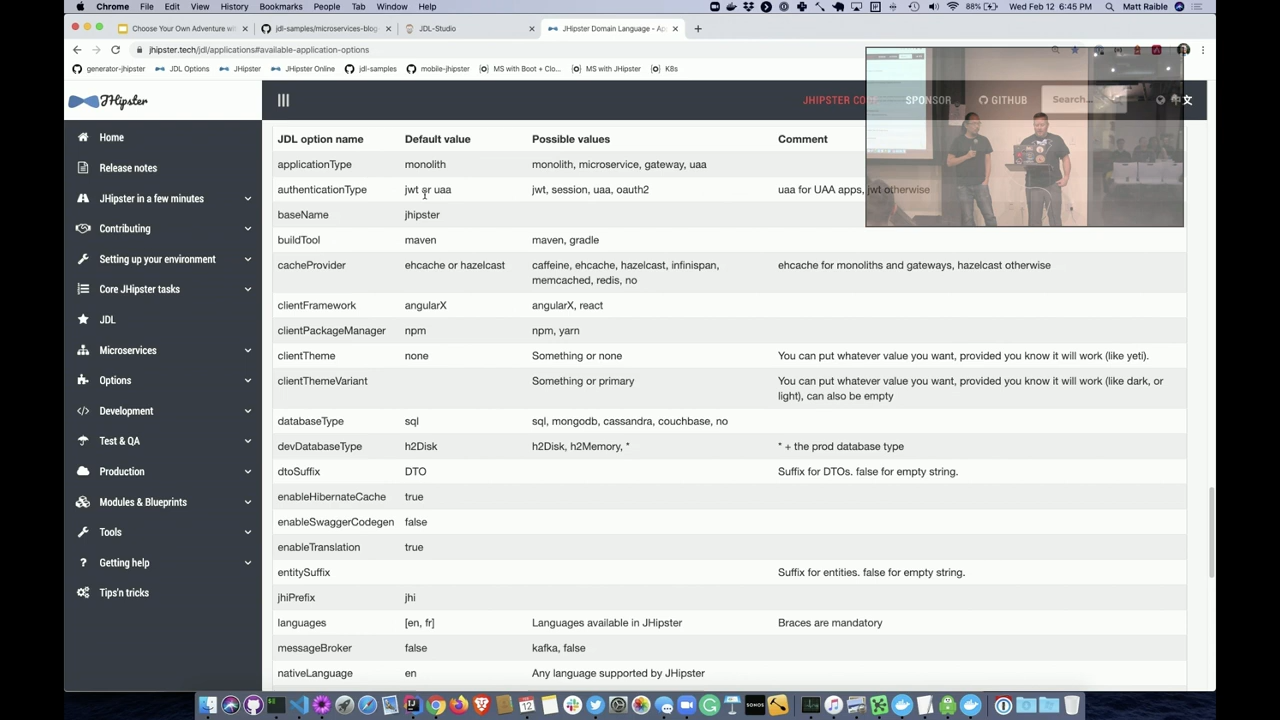 Chrome File Edit View History Bookmarks People Tab Window Help 88% Wed Feb 12 6:45 PM Matt Raible
Choose Your Own Adventure wi jdl-samples/microservices-blog JDL-Studio JHipster Domain Language - Ap
jhipster.tech/jdl/applications#available-application-options
generator-jhipster JDL Options JHipster JHipster Online jdl-samples mobile-jhipster MS with Boot + Clo... MS with JHipster K8s
JHipster
JHIPSTER CO SPONSOR GITHUB Search...
Home
Release notes
JHipster in a few minutes
Contributing
Setting up your environment
Core JHipster tasks
JDL
Microservices
Options
Development
Test & QA
Production
Modules & Blueprints
Tools
Getting help
Tips'n tricks
JDL option name Default value Possible values Comment
applicationType monolith monolith, microservice, gateway, uaa
authenticationType jwt or uaa jwt, session, uaa, oauth2 uaa for UAA apps, jwt otherwise
baseName jhipster
buildTool maven maven, gradle
cacheProvider ehcache or hazelcast caffeine, ehcache, hazelcast, infinispan, ehcache for monoliths and gateways, hazelcast otherwise
memcached, redis, no
clientFramework angularX angularX, react
clientPackageManager npm npm, yarn
clientTheme none Something or none You can put whatever value you want, provided you know it will work (like yeti).
clientThemeVariant Something or primary You can put whatever value you want, provided you know it will work (like dark, or
light), can also be empty
databaseType sql sql, mongodb, cassandra, couchbase, no
devDatabaseType h2Disk h2Disk, h2Memory, * * + the prod database type
dtoSuffix DTO Suffix for DTOs. false for empty string.
enableHibernateCache true
enableSwaggerCodegen false
enableTranslation true
entitySuffix Suffix for entities. false for empty string.
jhiPrefix jhi
languages [en, fr] Languages available in JHipster Braces are mandatory
messageBroker false kafka, false
nativeLanguage en Any language supported by JHipster